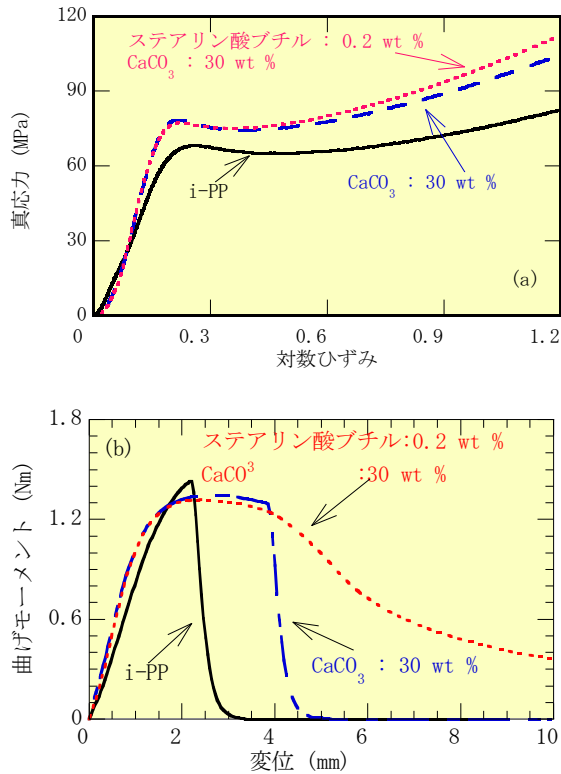 120
90
60
30
0
真応力 (MPa)
ステアリン酸ブチル : 0.2 wt %
CaCO3 : 30 wt %
i-PP
CaCO3 : 30 wt %
(a)
0
0.3
0.6
0.9
1.2
対数ひずみ
1.8
1.2
0.6
0
曲げモーメント (Nm)
(b)
ステアリン酸ブチル:0.2 wt %
CaCO3 :30 wt %
i-PP
CaCO3 : 30 wt %
0
2
4
6
8
10
変位 (mm)